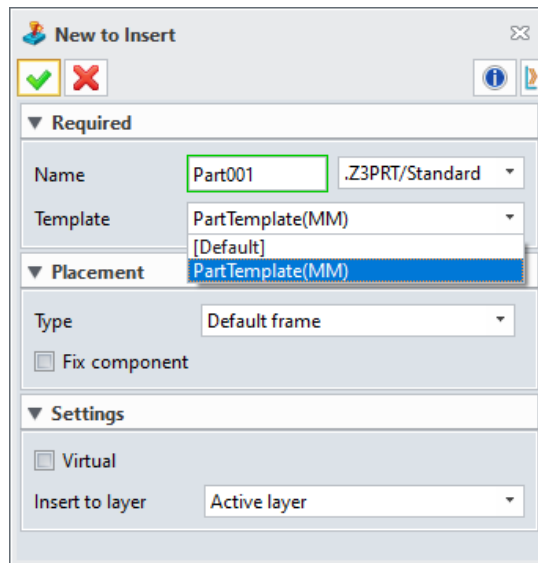 New to Insert
Required
Name Part001 .Z3PRT/Standard
Template PartTemplate(MM)
[Default]
PartTemplate(MM)
Placement
Type Default frame
Fix component
Settings
Virtual
Insert to layer Active layer